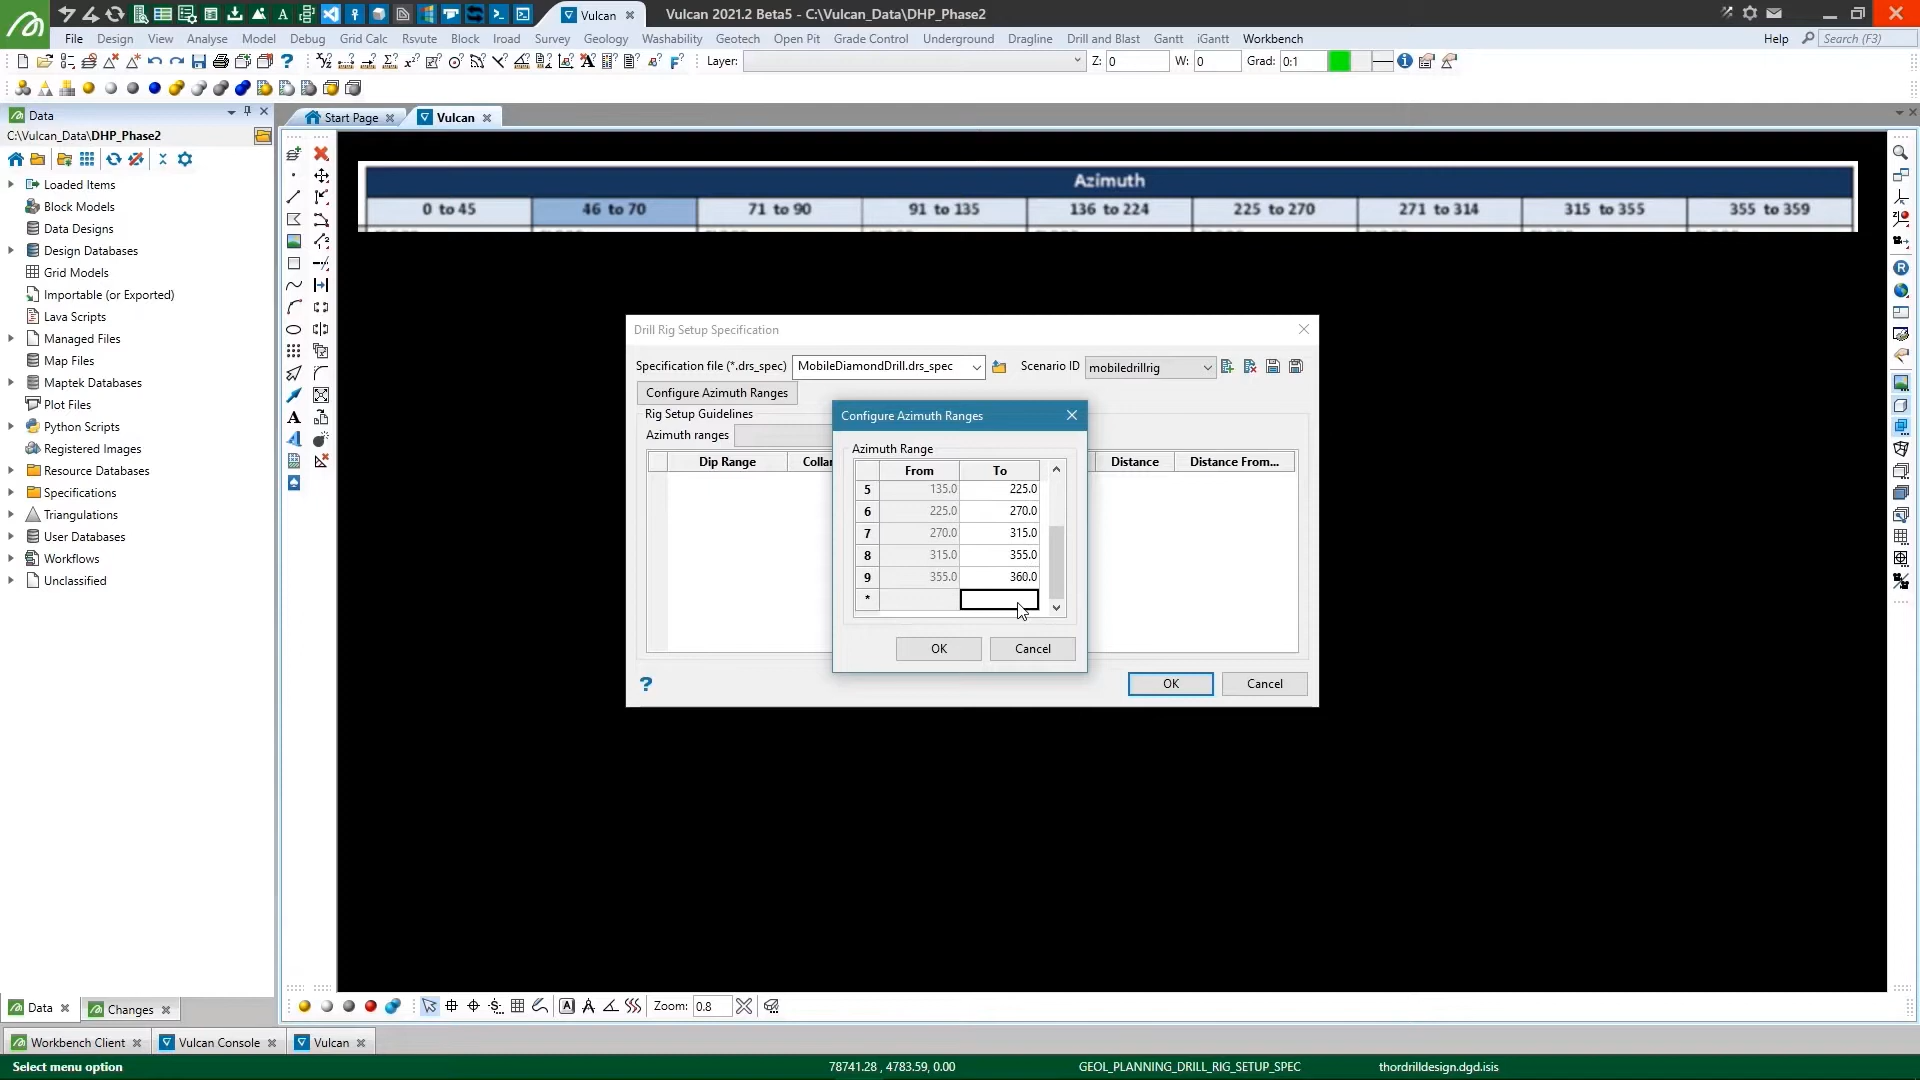 Vulcan
Vulcan 2021.2 Beta5 - C:\Vulcan_Data\DHP_Phase2
File Design View Analyse Model Debug Grid Calc Rsvute Block Iroad Survey Geology Washability Geotech Open Pit Grade Control Underground Dragline Drill and Blast Gantt iGantt Workbench Help Search (F3)
Layer: Z: 0 W: 0 Grad: 0:1
Data
Start Page Vulcan
C:\Vulcan_Data\DHP_Phase2
Loaded Items
Block Models
Data Designs
Design Databases
Grid Models
Importable (or Exported)
Lava Scripts
Managed Files
Map Files
Maptek Databases
Plot Files
Python Scripts
Registered Images
Resource Databases
Specifications
Triangulations
User Databases
Workflows
Unclassified
Azimuth
0 to 45 46 to 70 71 to 90 91 to 135 136 to 224 225 to 270 271 to 314 315 to 355 355 to 359
Drill Rig Setup Specification
Specification file (*.drs_spec) MobileDiamondDrill.drs_spec Scenario ID mobiledrillrig
Configure Azimuth Ranges
Rig Setup Guidelines
Azimuth ranges
Dip Range Collar Distance Distance From...
Configure Azimuth Ranges
Azimuth Range
From To
5 135.0 225.0
6 225.0 270.0
7 270.0 315.0
8 315.0 355.0
9 355.0 360.0
*
OK Cancel
OK Cancel
Data Changes
Zoom: 0.8
Workbench Client Vulcan Console Vulcan
Select menu option 78741.28 , 4783.59, 0.00 GEOL_PLANNING_DRILL_RIG_SETUP_SPEC thordrilldesign.dgd.isis